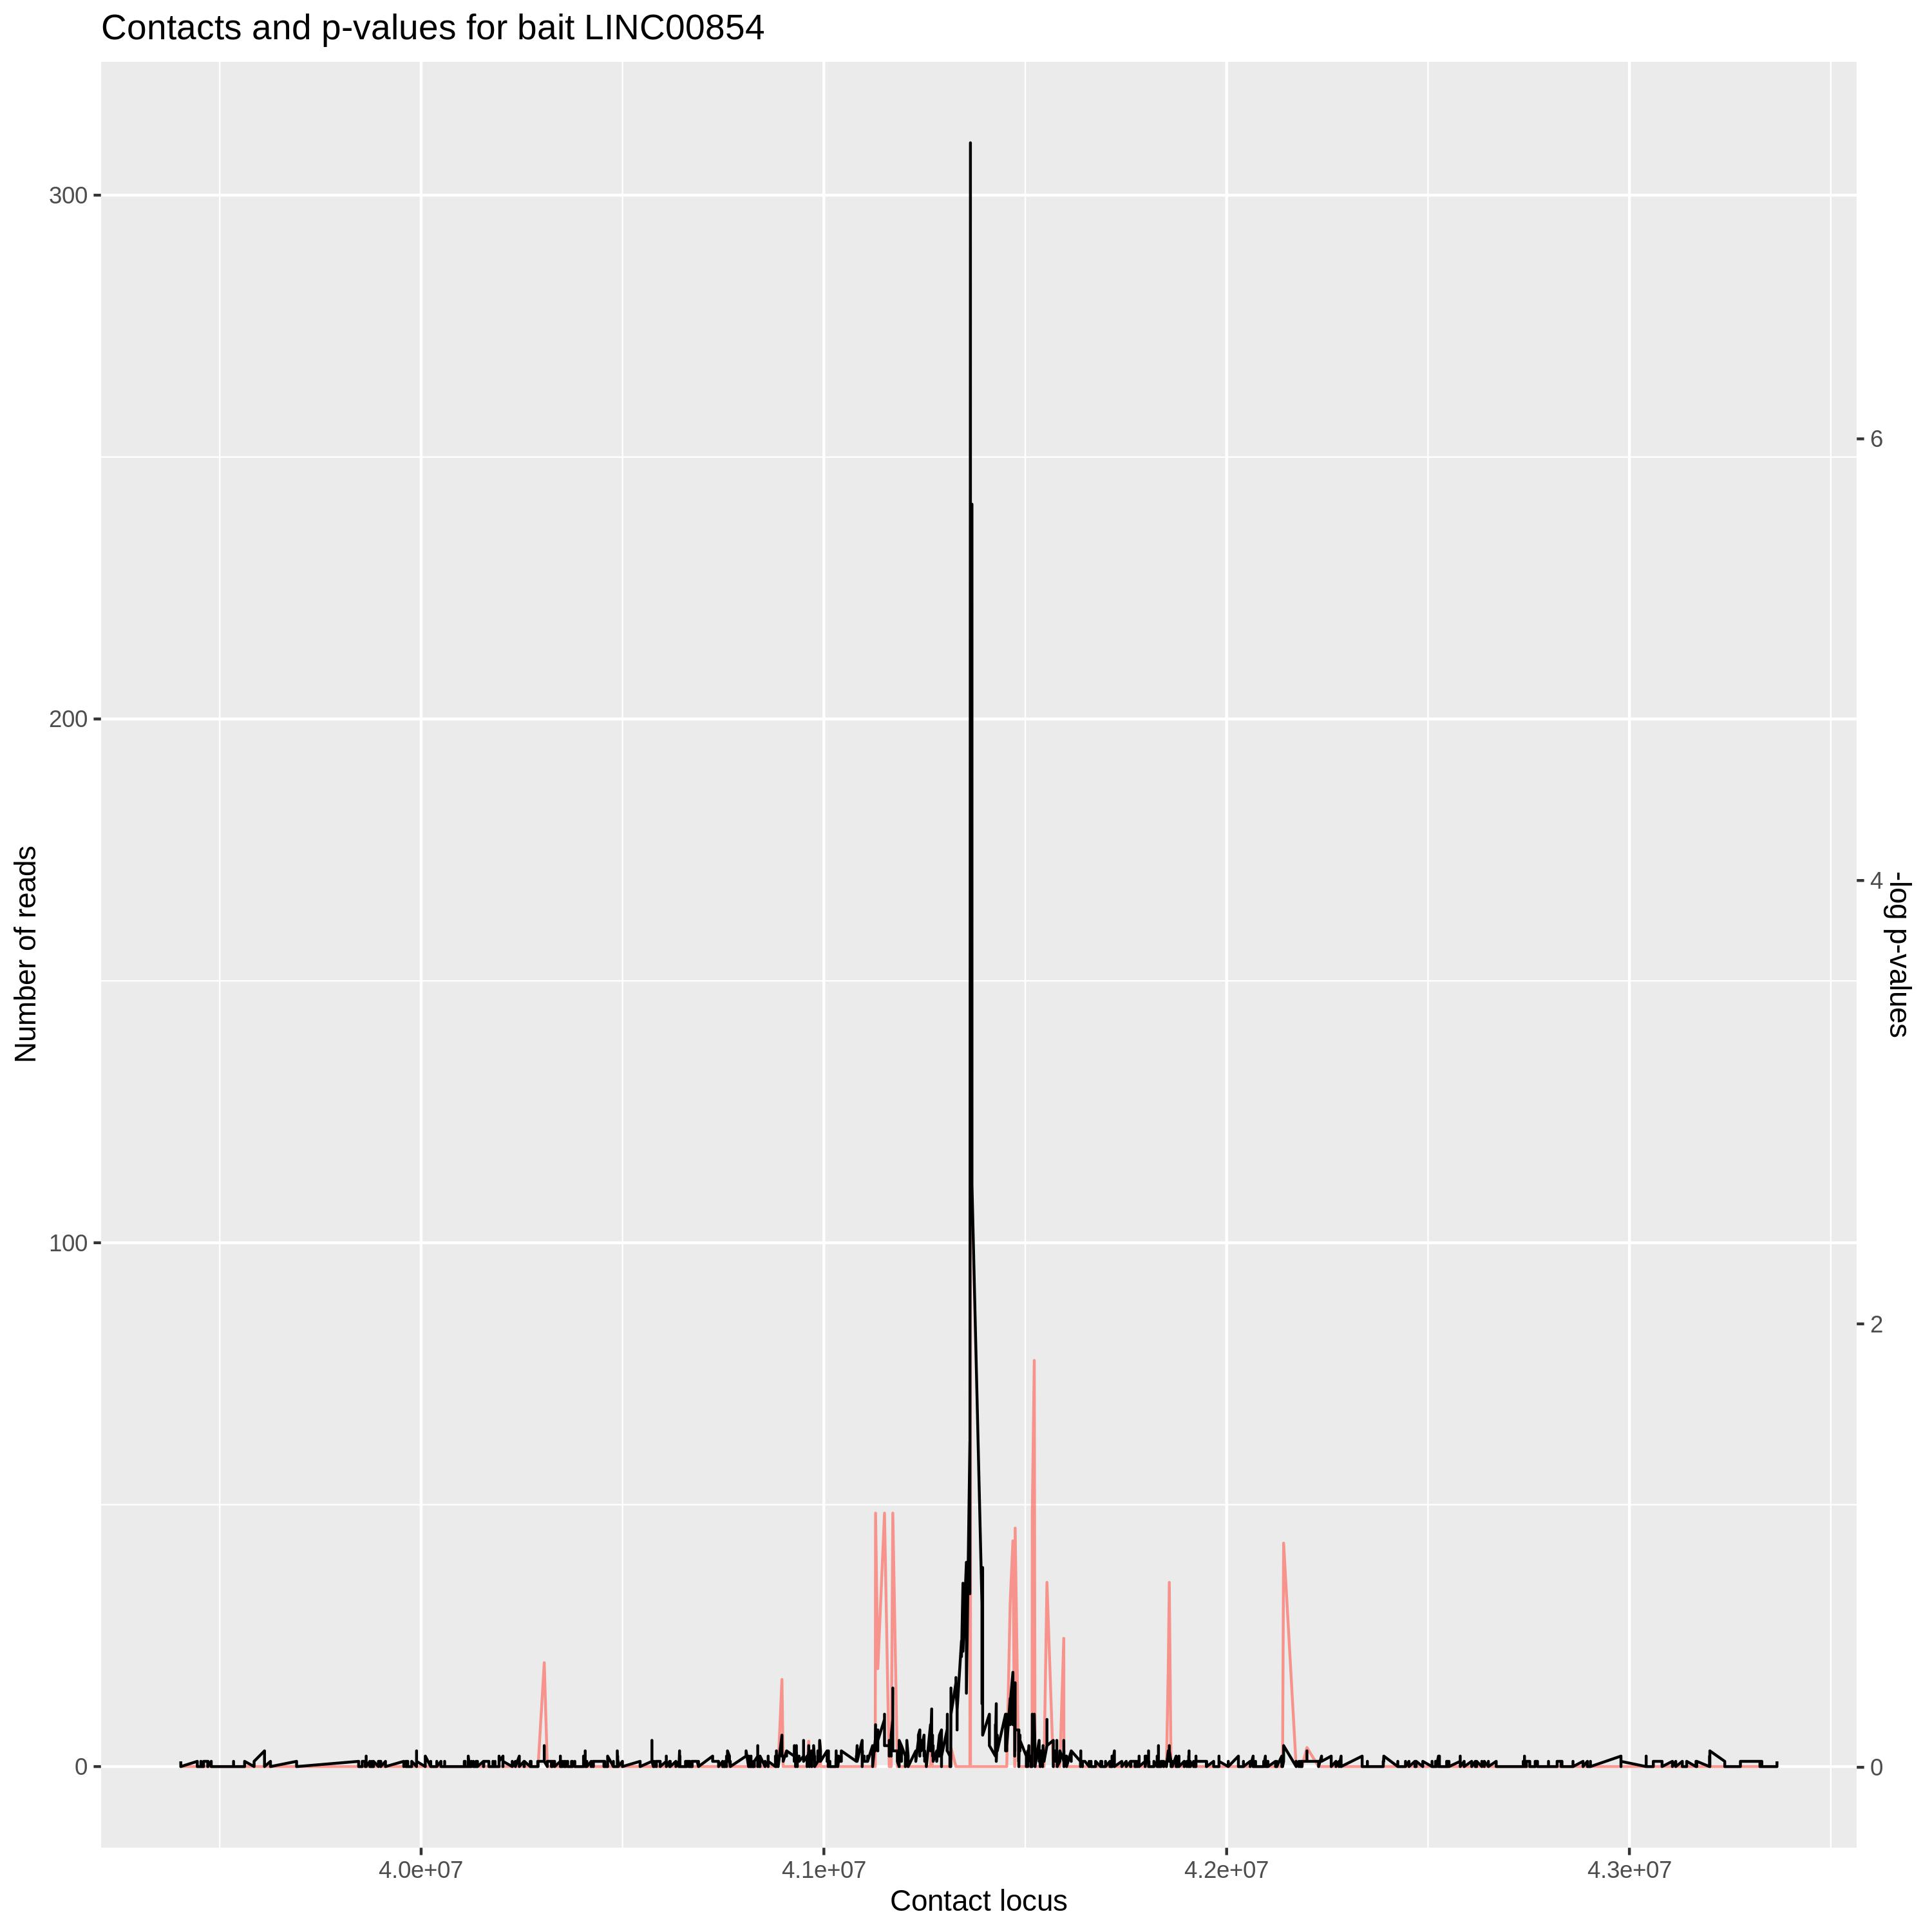 Contacts and p-values for bait LINC00854
300
200
100
0
Number of reads
6
4
2
0
-log p-values
4.0e+07
4.1e+07
4.2e+07
4.3e+07
Contact locus